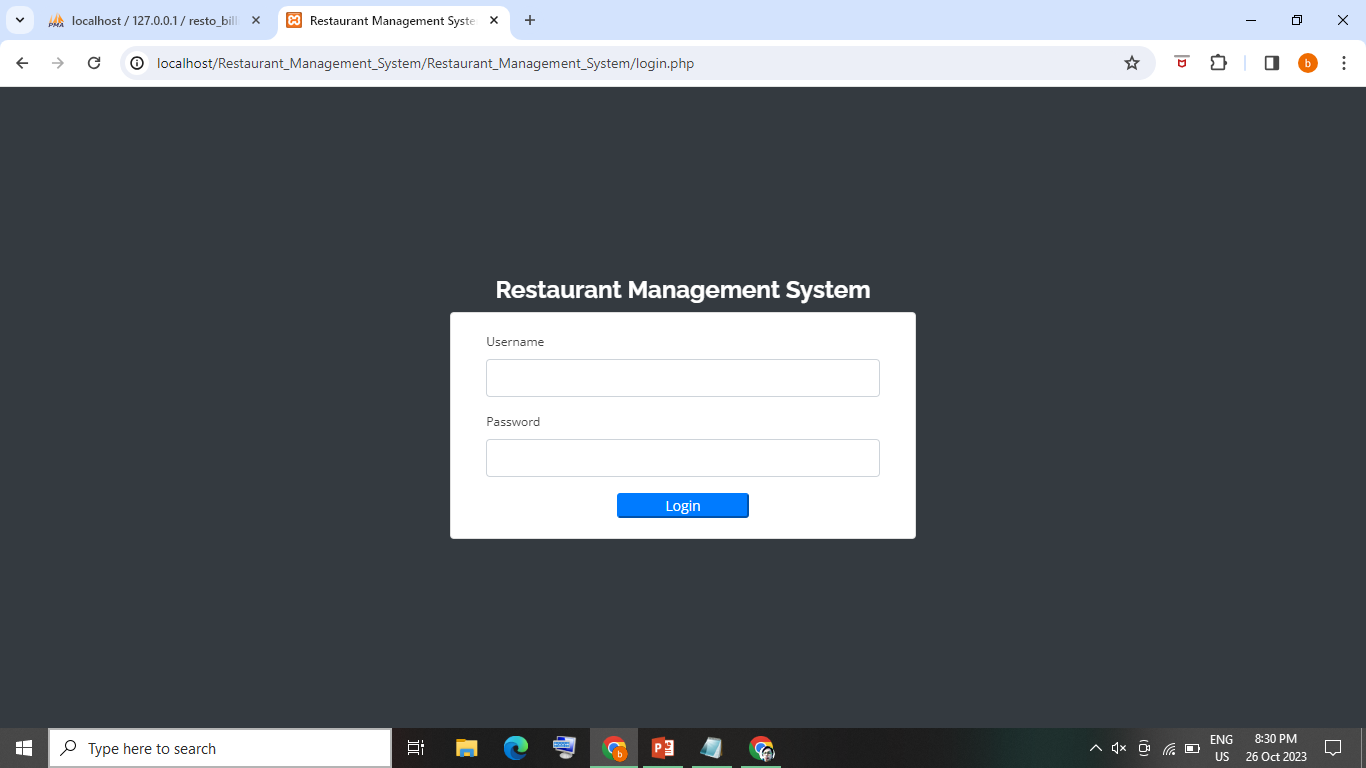 localhost / 127.0.0.1 / resto_bill
Restaurant Management Syste
localhost/Restaurant_Management_System/Restaurant_Management_System/login.php
b
Restaurant Management System
Username
Password
Login
Type here to search
b
ENG
US
8:30 PM
26 Oct 2023